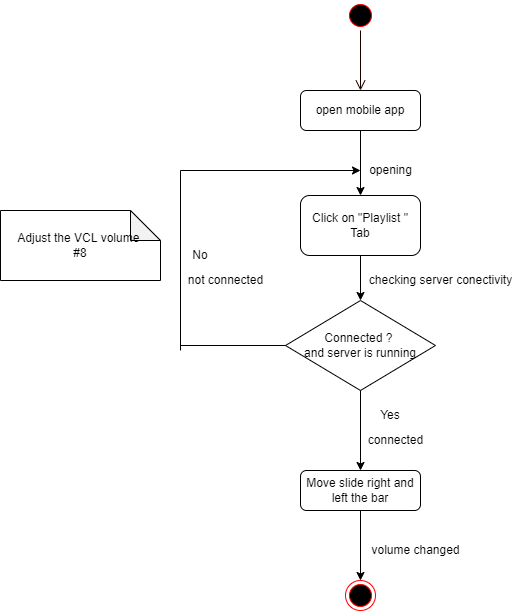 open mobile app
opening
Click on "Playlist "
Tab
Adjust the VCL volume
#8
No
not connected
checking server conectivity
Connected ?
and server is running
Yes
connected
Move slide right and
left the bar
volume changed